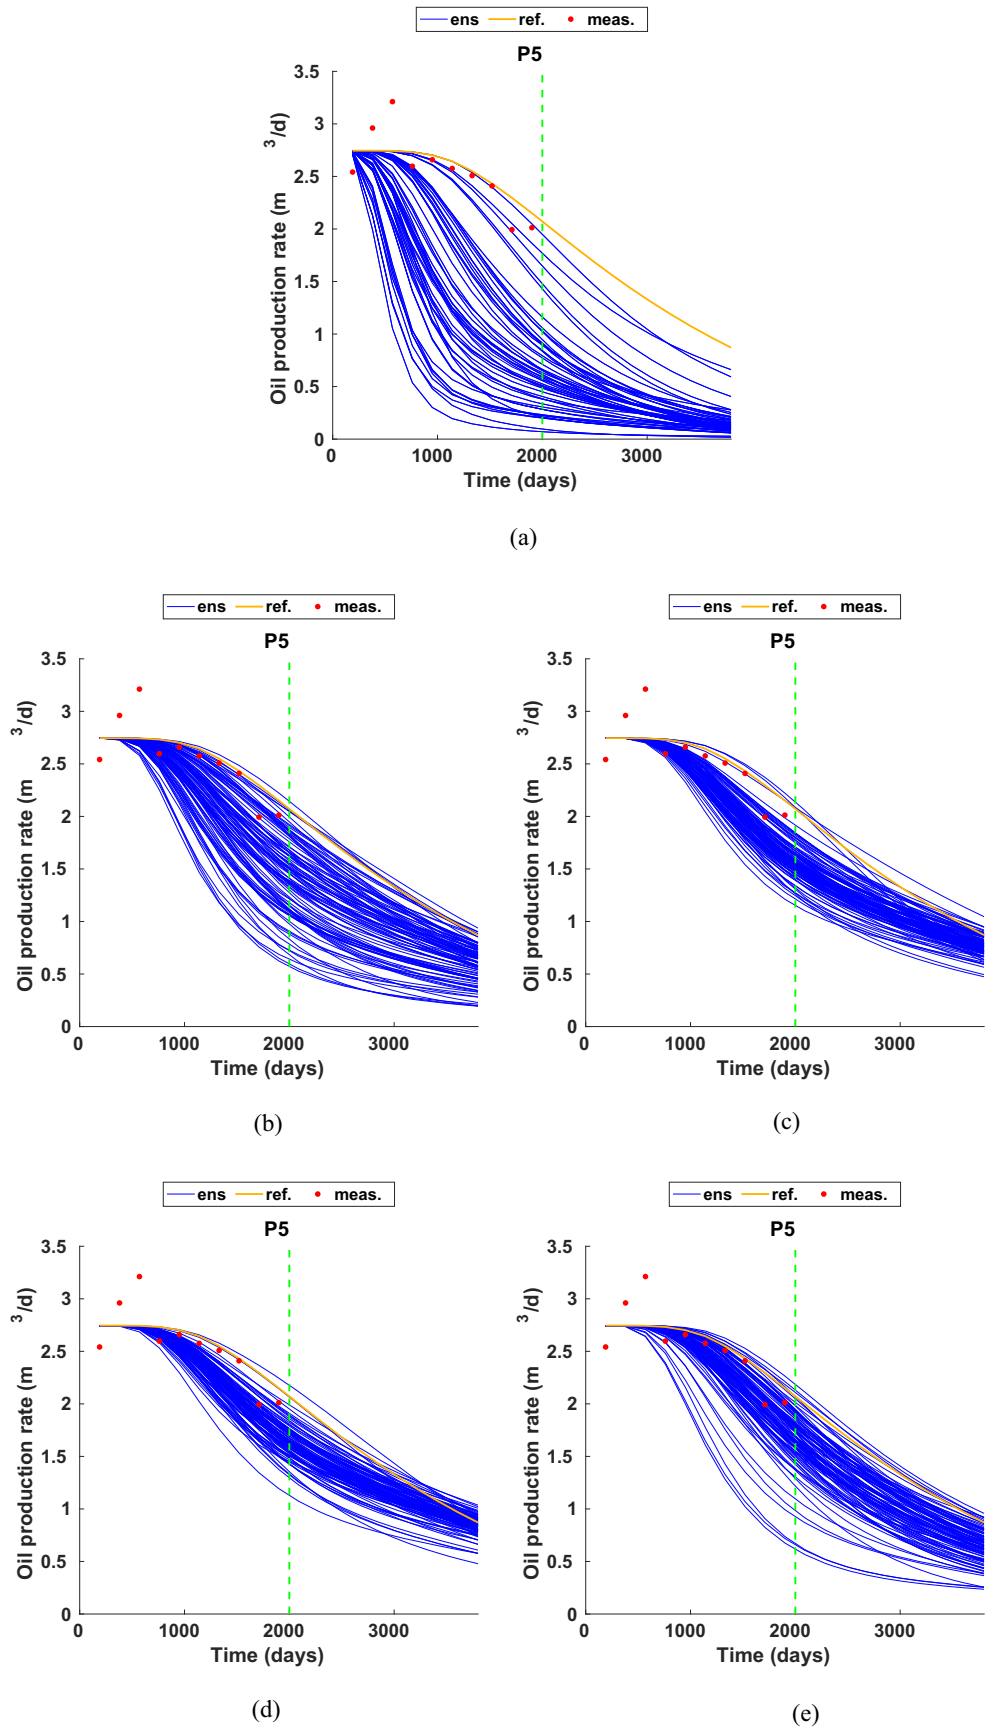 ens ref. meas.
P5
3.5
3
2.5
2
1.5
1
0.5
0
Oil production rate (m 3/d)
0 1000 2000 3000
Time (days)
(a)
ens ref. meas.
P5
3.5
3
2.5
2
1.5
1
0.5
0
Oil production rate (m 3/d)
0 1000 2000 3000
Time (days)
(b)
ens ref. meas.
P5
3.5
3
2.5
2
1.5
1
0.5
0
Oil production rate (m 3/d)
0 1000 2000 3000
Time (days)
(c)
ens ref. meas.
P5
3.5
3
2.5
2
1.5
1
0.5
0
Oil production rate (m 3/d)
0 1000 2000 3000
Time (days)
(d)
ens ref. meas.
P5
3.5
3
2.5
2
1.5
1
0.5
0
Oil production rate (m 3/d)
0 1000 2000 3000
Time (days)
(e)